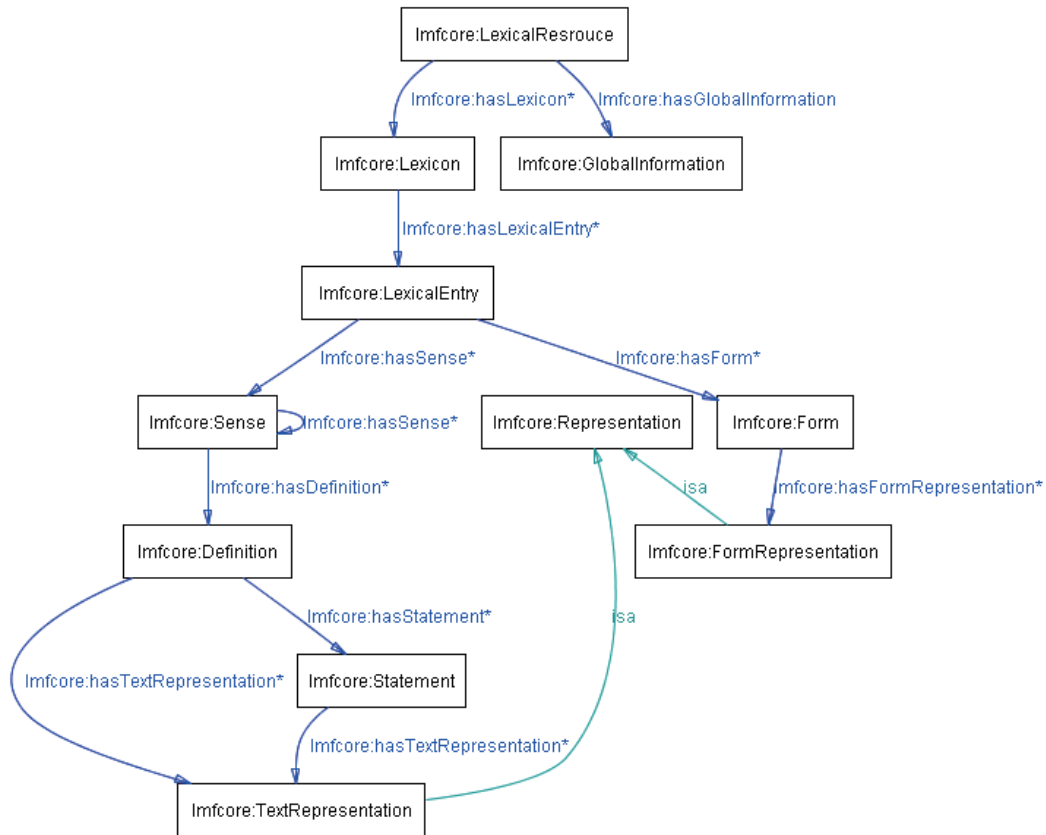 lmfcore:LexicalResrouce
lmfcore:hasLexicon*
lmfcore:hasGlobalInformation
lmfcore:Lexicon
lmfcore:GlobalInformation
lmfcore:hasLexicalEntry*
lmfcore:LexicalEntry
lmfcore:hasSense*
lmfcore:hasForm*
lmfcore:Sense
lmfcore:hasSense*
lmfcore:Representation
lmfcore:Form
lmfcore:hasDefinition*
isa
lmfcore:hasFormRepresentation*
lmfcore:Definition
lmfcore:FormRepresentation
lmfcore:hasStatement*
isa
lmfcore:hasTextRepresentation*
lmfcore:Statement
lmfcore:hasTextRepresentation*
lmfcore:TextRepresentation